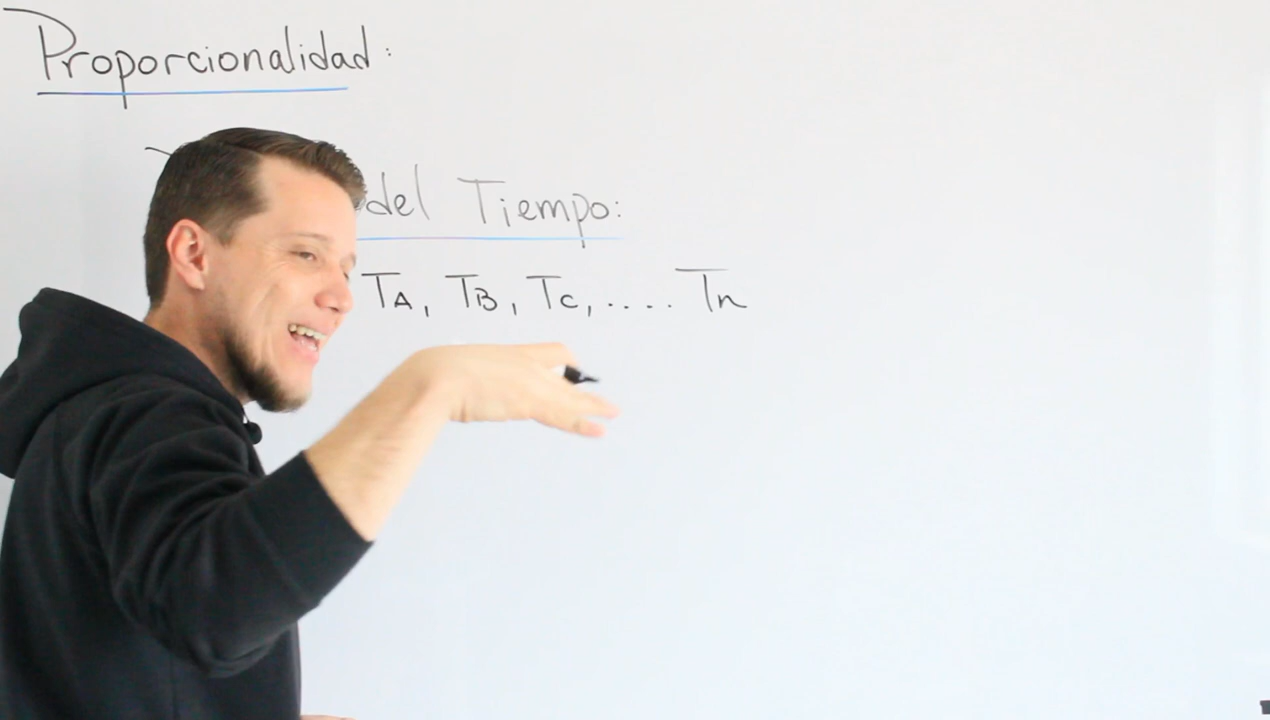 Proporcionalidad:
del Tiempo:
TA, TB, TC, .... Tn